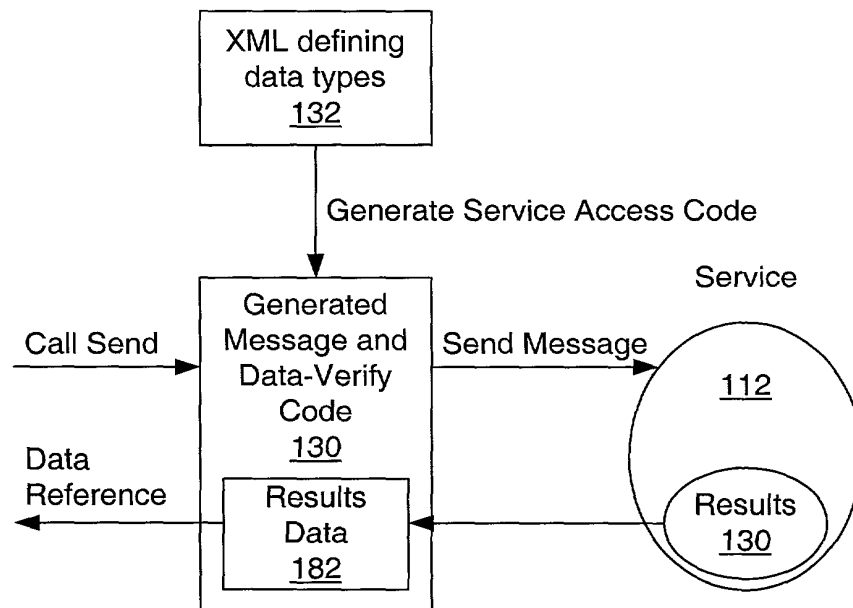 XML defining
data types
132
Generate Service Access Code
Service
Call Send
Generated
Message and
Data-Verify
Code
130
Send Message
112
Data
Reference
Results
Data
182
Results
130